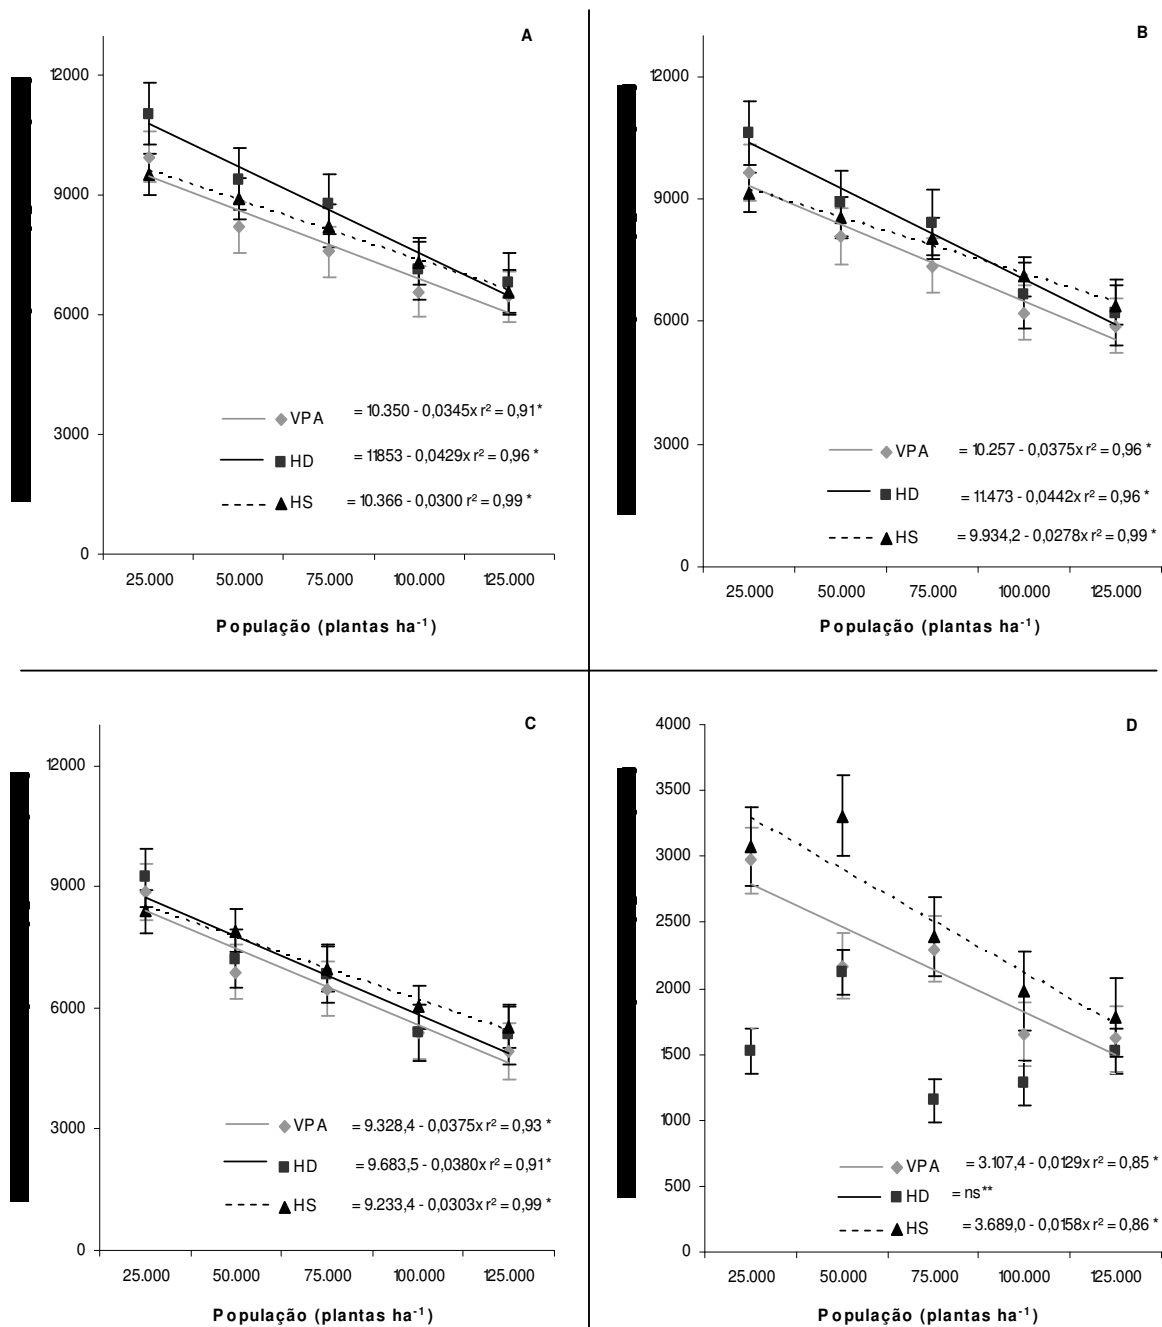 A
12000
9000
6000
3000
0
VPA = 10.350 - 0,0345x r² = 0,91*
HD = 11853 - 0,0429x r² = 0,96 *
HS = 10.366 - 0,0300 r² = 0,99 *
25.000 50.000 75.000 100.000 125.000
População (plantas ha⁻¹)
B
12000
9000
6000
3000
0
VPA = 10.257 - 0,0375x r² = 0,96 *
HD = 11.473 - 0,0442x r² = 0,96 *
HS = 9.934,2 - 0,0278x r² = 0,99 *
25.000 50.000 75.000 100.000 125.000
População (plantas ha⁻¹)
C
12000
9000
6000
3000
0
VPA = 9.328,4 - 0,0375x r² = 0,93 *
HD = 9.683,5 - 0,0380x r² = 0,91*
HS = 9.233,4 - 0,0303x r² = 0,99 *
25.000 50.000 75.000 100.000 125.000
População (plantas ha⁻¹)
D
4000
3500
3000
2500
2000
1500
1000
500
0
VPA = 3.107,4 - 0,0129x r² = 0,85 *
HD = ns**
HS = 3.689,0 - 0,0158x r² = 0,86 *
25.000 50.000 75.000 100.000 125.000
População (plantas ha⁻¹)